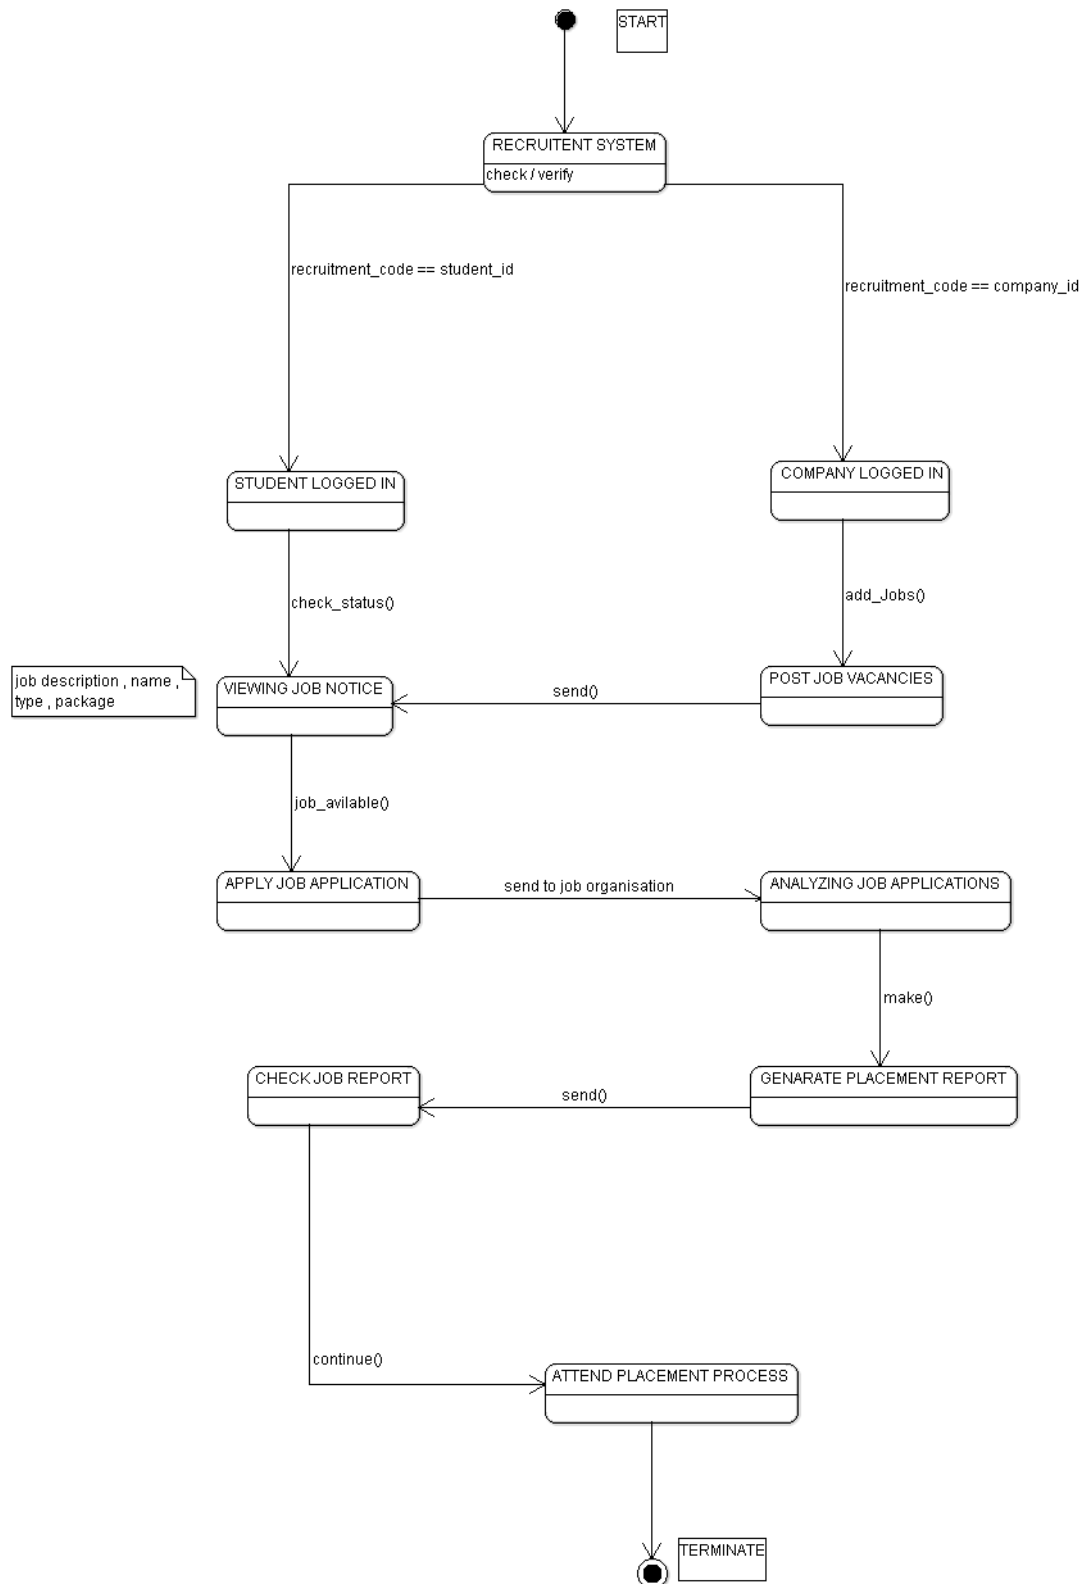 START
RECRUITENT SYSTEM
check / verify
recruitment_code == student_id
recruitment_code == company_id
STUDENT LOGGED IN
COMPANY LOGGED IN
check_status()
add_Jobs()
job description , name ,
type , package
VIEWING JOB NOTICE
send()
POST JOB VACANCIES
job_avilable()
APPLY JOB APPLICATION
send to job organisation
ANALYZING JOB APPLICATIONS
make()
CHECK JOB REPORT
send()
GENARATE PLACEMENT REPORT
continue()
ATTEND PLACEMENT PROCESS
TERMINATE